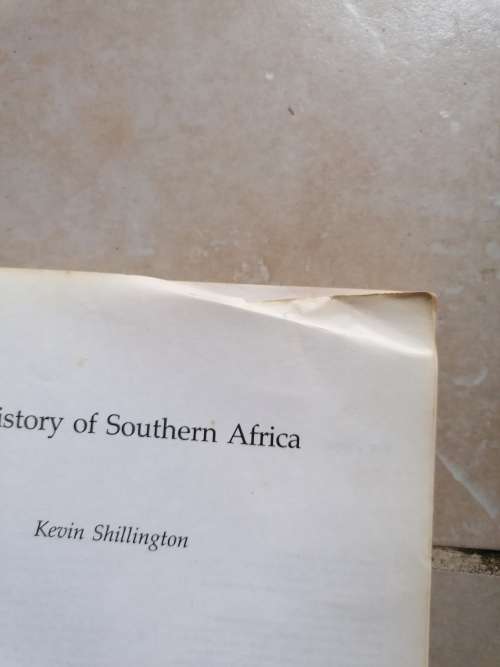 istory of Southern Africa
Kevin Shillington